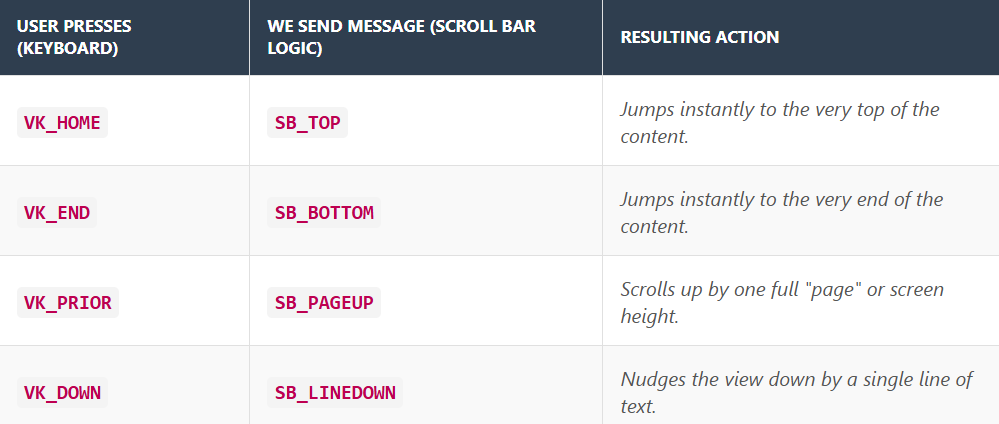 USER PRESSES
(KEYBOARD)
WE SEND MESSAGE (SCROLL BAR
LOGIC)
RESULTING ACTION
VK_HOME
SB_TOP
Jumps instantly to the very top of the
content.
VK_END
SB_BOTTOM
Jumps instantly to the very end of the
content.
VK_PRIOR
SB_PAGEUP
Scrolls up by one full "page" or screen
height.
VK_DOWN
SB_LINEDOWN
Nudges the view down by a single line of
text.